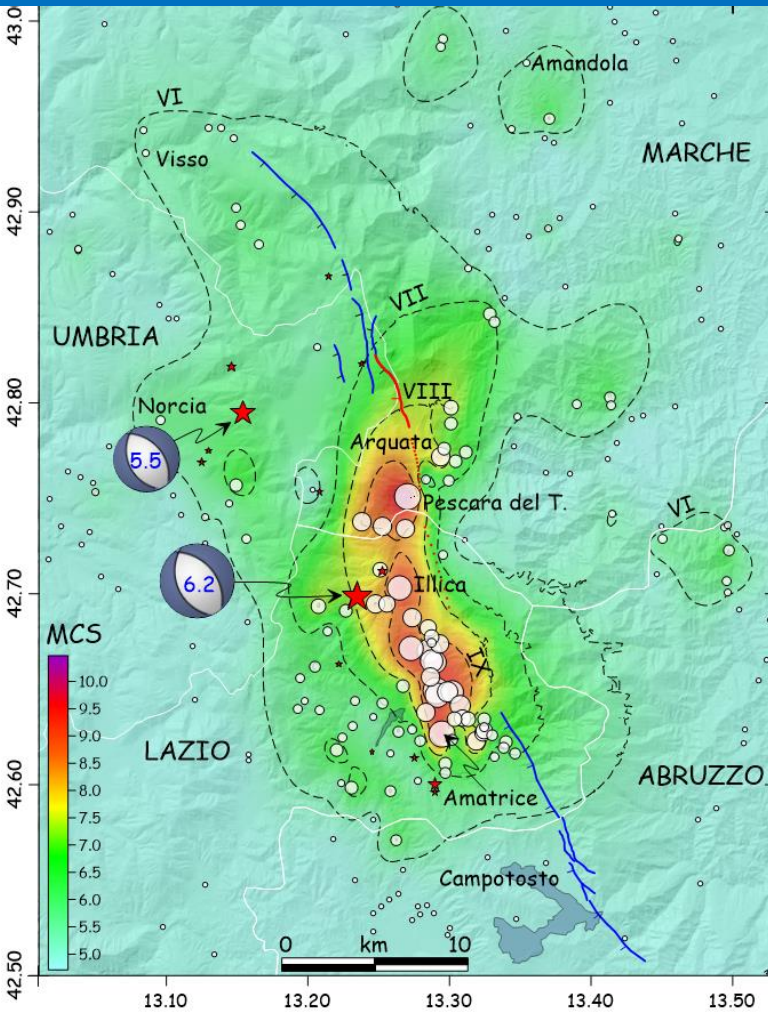 43.00
Amandola
VI
MARCHE
Visso
42.90
VII
UMBRIA
VIII
42.80
Norcia
Arquata
5.5
Pescara del T.
VI
6.2
Illica
42.70
MCS
IX
10.0
9.5
9.0
8.5
8.0
7.5
7.0
6.5
6.0
5.5
5.0
LAZIO
ABRUZZO
42.60
Amatrice
Campotosto
0 km 10
42.50
13.10 13.20 13.30 13.40 13.50